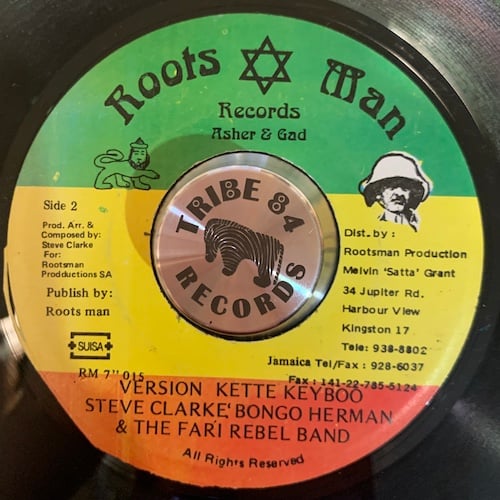 Roots Man
Records
Asher & Gad
TRIBE 84
RECORDS
Side 2
Prod. Arr. &
Composed by:
Steve Clarke
For:
Rootsman
Prodductions SA
Publish by:
Roots man
SUISA
RM 7" 015
Dist. by :
Rootsman Production
Melvin 'Satta' Grant
34 Jupiter Rd.
Harbour View
Kingston 17
Tele: 938-8802
Jamaica Tel/Fax : 928-6037
Fax : 141-22-785-5124
VERSION KETTE KEYBOO
STEVE CLARKE, BONGO HERMAN
& THE FARI REBEL BAND
All Rights Reserved